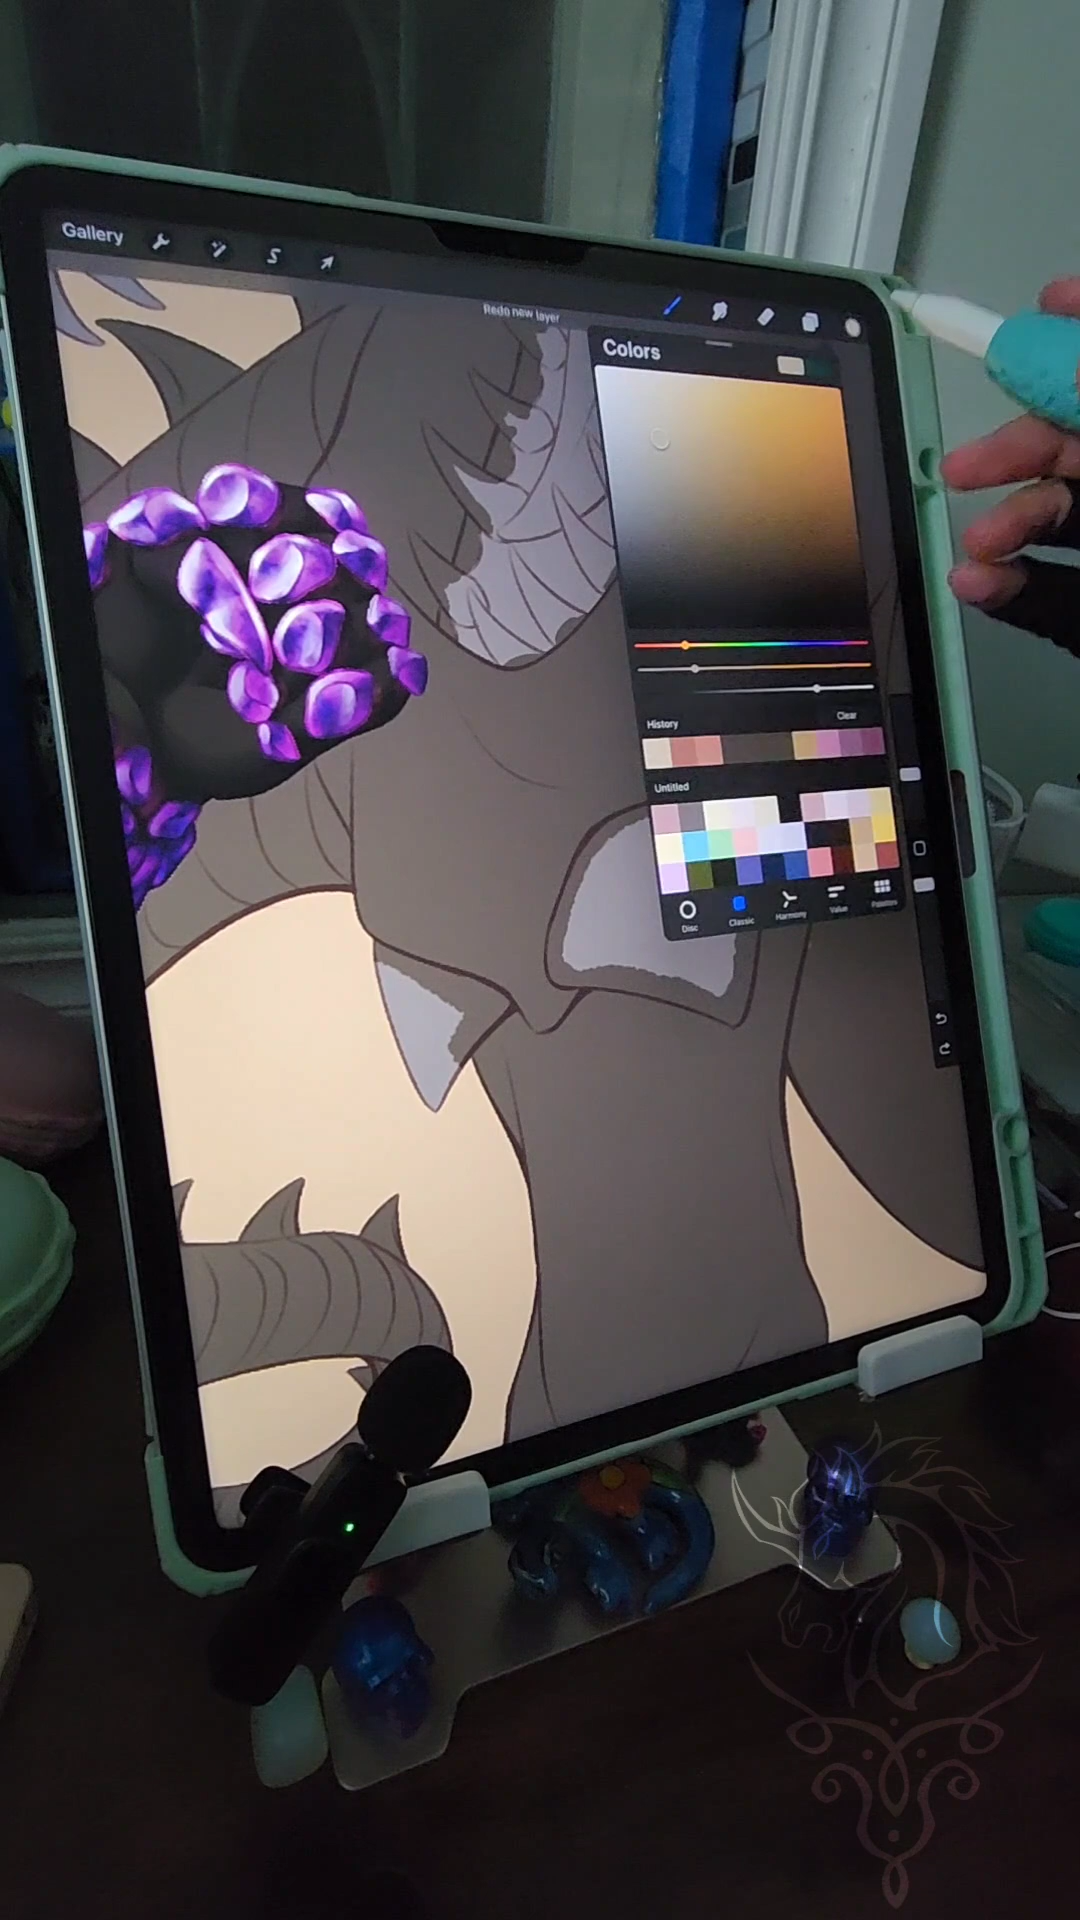 Gallery
Redo new layer
Colors
History
Clear
Untitled
Disc
Classic
Harmony
Value
Palettes